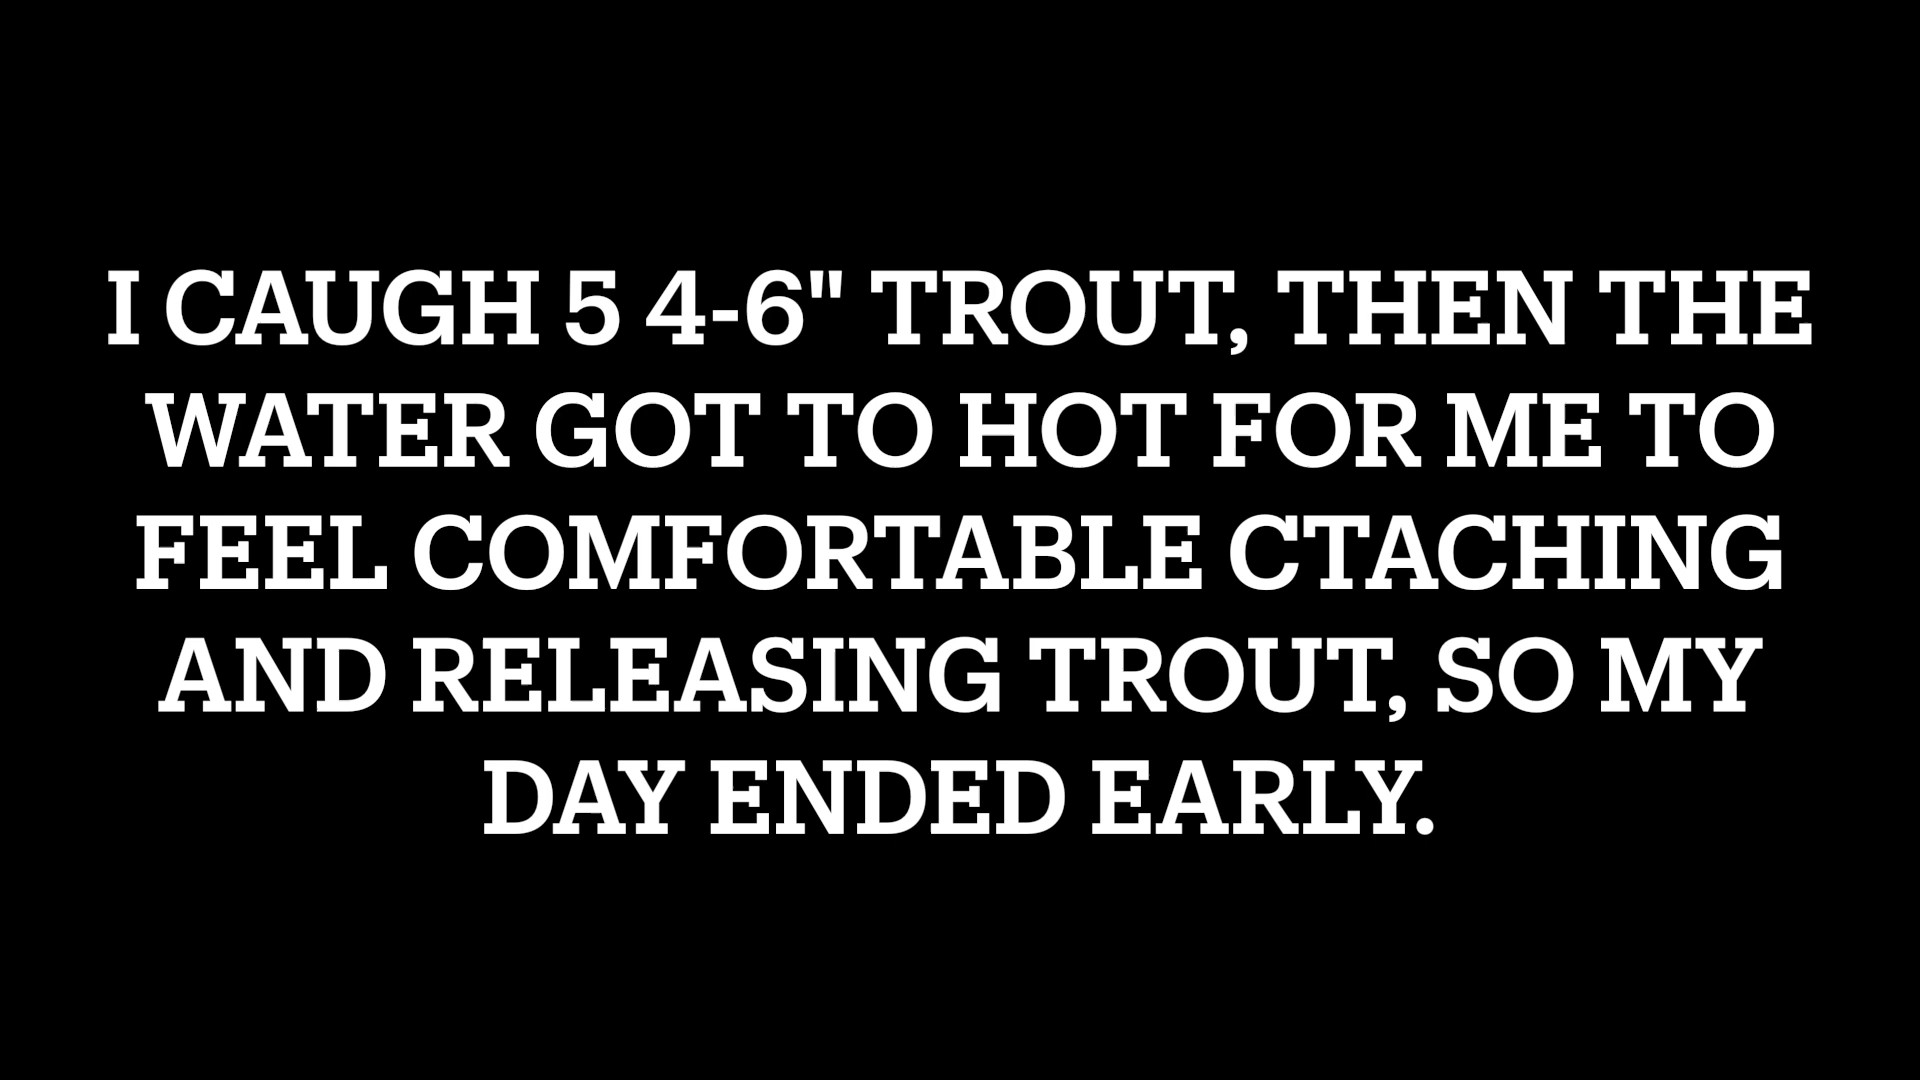 I CAUGH 5 4-6" TROUT, THEN THE
WATER GOT TO HOT FOR ME TO
FEEL COMFORTABLE CTACHING
AND RELEASING TROUT, SO MY
DAY ENDED EARLY.